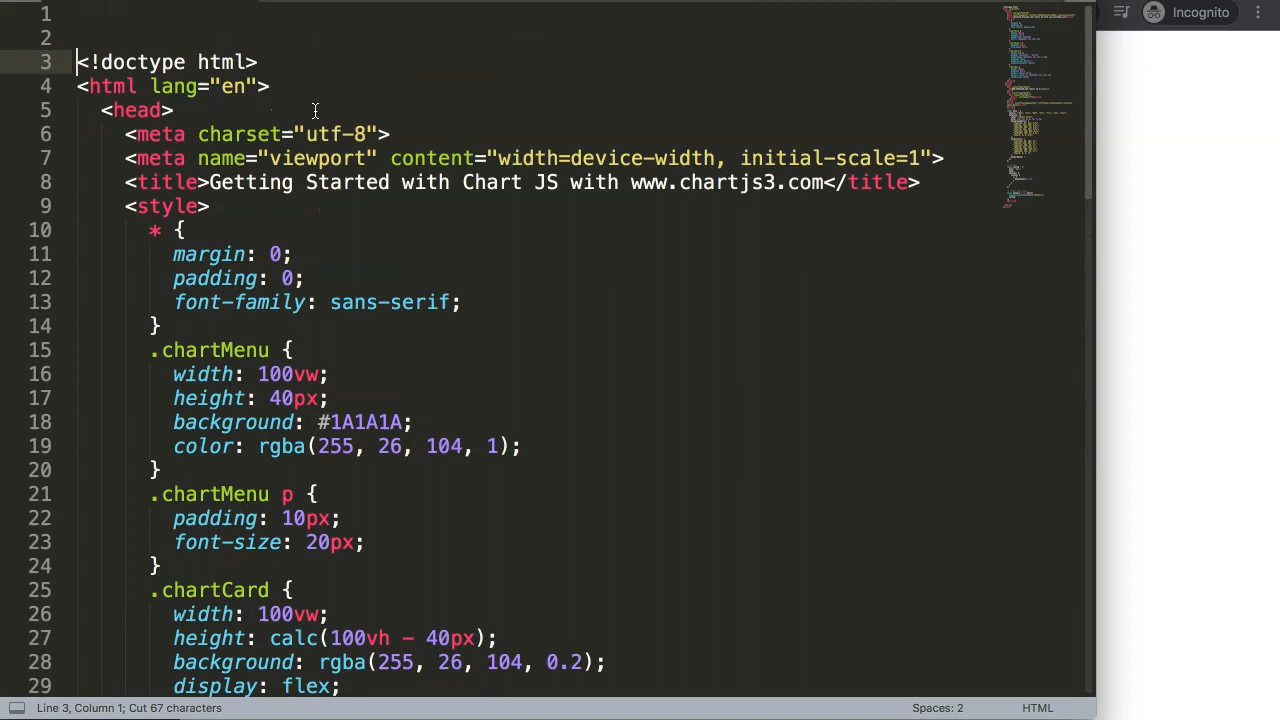 Incognito
1
2
3 <!doctype html>
4 <html lang="en">
5 <head>
6 <meta charset="utf-8">
7 <meta name="viewport" content="width=device-width, initial-scale=1">
8 <title>Getting Started with Chart JS with www.chartjs3.com</title>
9 <style>
10 * {
11 margin: 0;
12 padding: 0;
13 font-family: sans-serif;
14 }
15 .chartMenu {
16 width: 100vw;
17 height: 40px;
18 background: #1A1A1A;
19 color: rgba(255, 26, 104, 1);
20 }
21 .chartMenu p {
22 padding: 10px;
23 font-size: 20px;
24 }
25 .chartCard {
26 width: 100vw;
27 height: calc(100vh - 40px);
28 background: rgba(255, 26, 104, 0.2);
29 display: flex;
Line 3, Column 1; Cut 67 characters
Spaces: 2
HTML